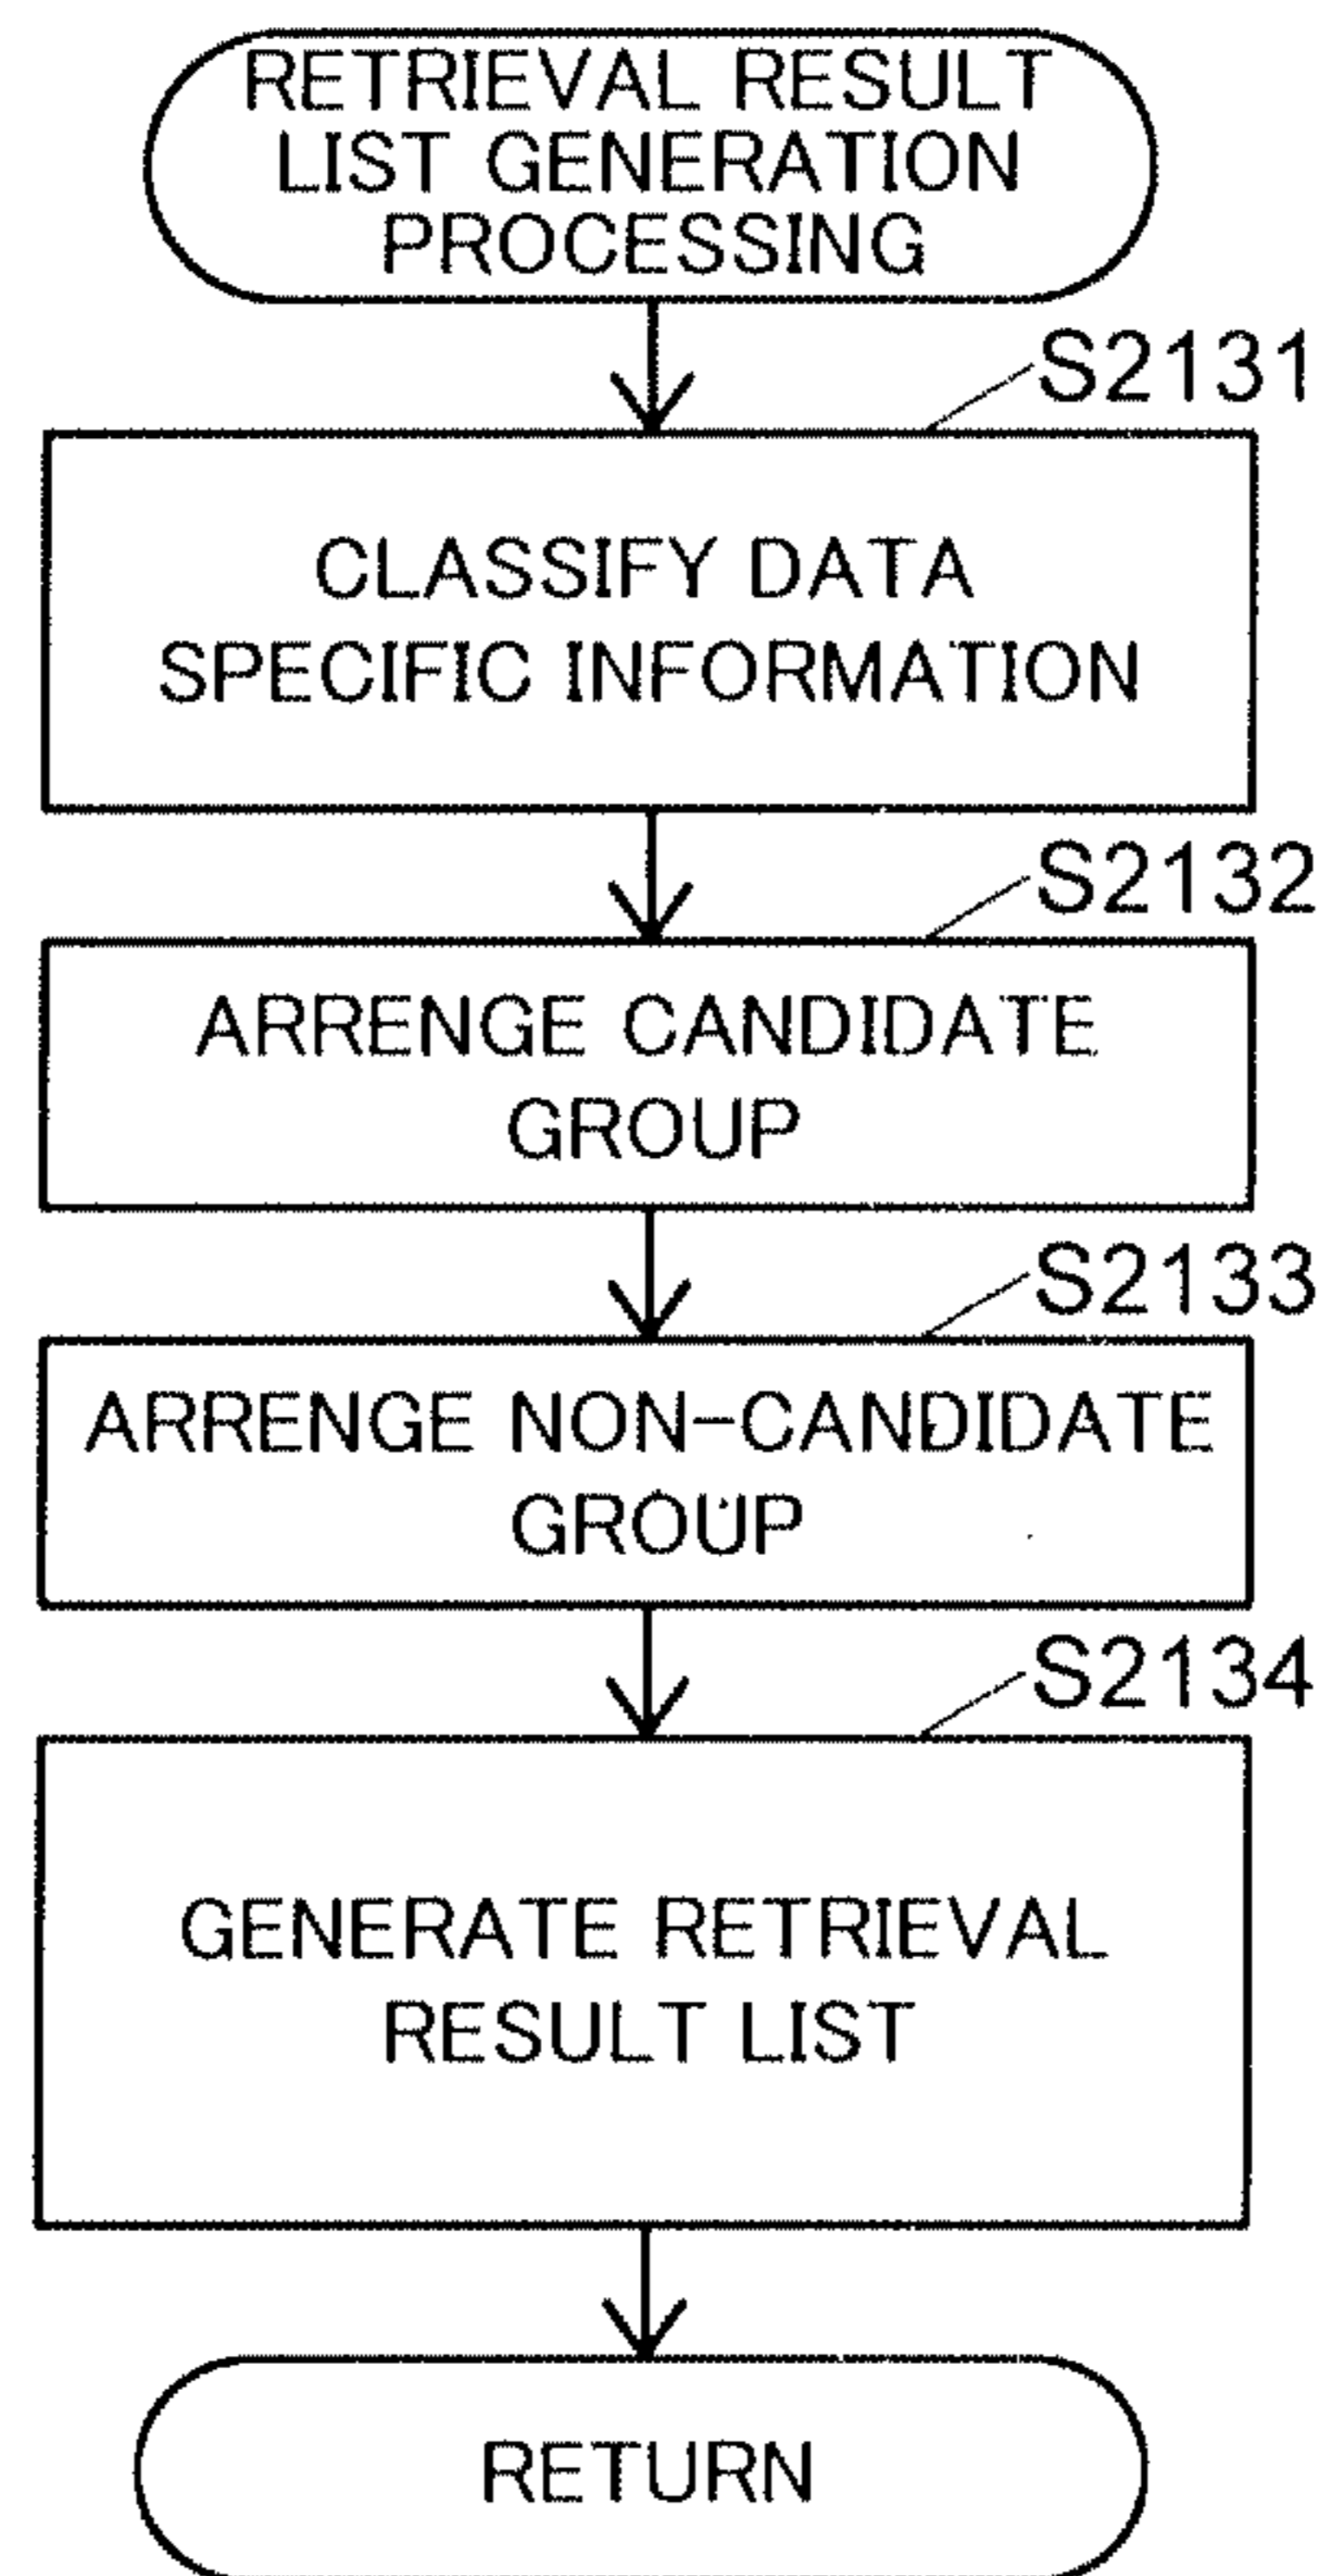 RETRIEVAL RESULT
LIST GENERATION
PROCESSING
S2131
CLASSIFY DATA
SPECIFIC INFORMATION
S2132
ARRENGE CANDIDATE
GROUP
S2133
ARRENGE NON-CANDIDATE
GROUP
S2134
GENERATE RETRIEVAL
RESULT LIST
RETURN